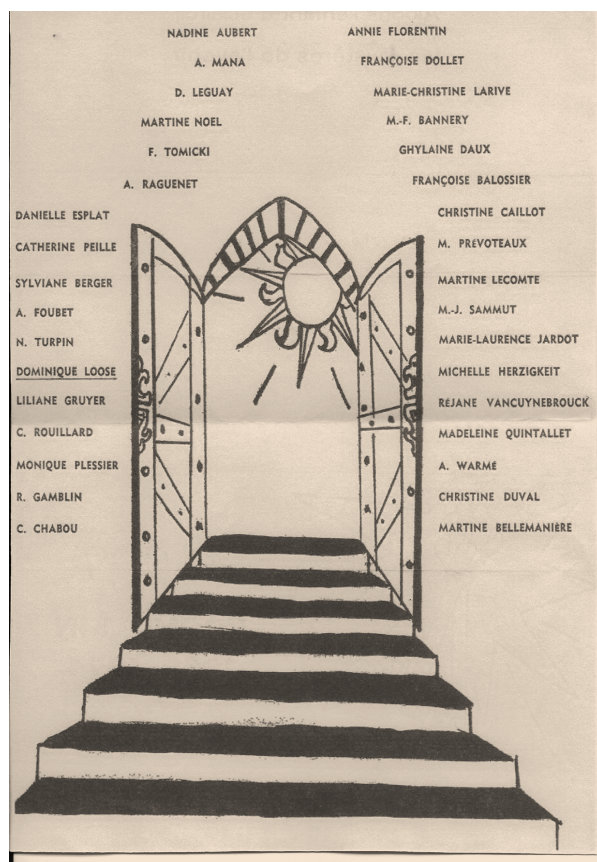 NADINE AUBERT
A. MANA
D. LEGUAY
MARTINE NOEL
F. TOMICKI
A. RAGUENET
DANIELLE ESPLAT
CATHERINE PEILLE
SYLVIANE BERGER
A. FOUBET
N. TURPIN
DOMINIQUE LOOSE
LILIANE GRUYER
C. ROUILLARD
MONIQUE PLESSIER
R. GAMBLIN
C. CHABOU
ANNIE FLORENTIN
FRANÇOISE DOLLET
MARIE-CHRISTINE LARIVE
M.-F. BANNERY
GHYLAINE DAUX
FRANÇOISE BALOSSIER
CHRISTINE CAILLOT
M. PRÉVOTEAUX
MARTINE LECOMTE
M.-J. SAMMUT
MARIE-LAURENCE JARDOT
MICHELLE HERZIGKEIT
RÉJANE VANCUYNEBROUCK
MADELEINE QUINTALLET
A. WARMÉ
CHRISTINE DUVAL
MARTINE BELLEMANIÈRE